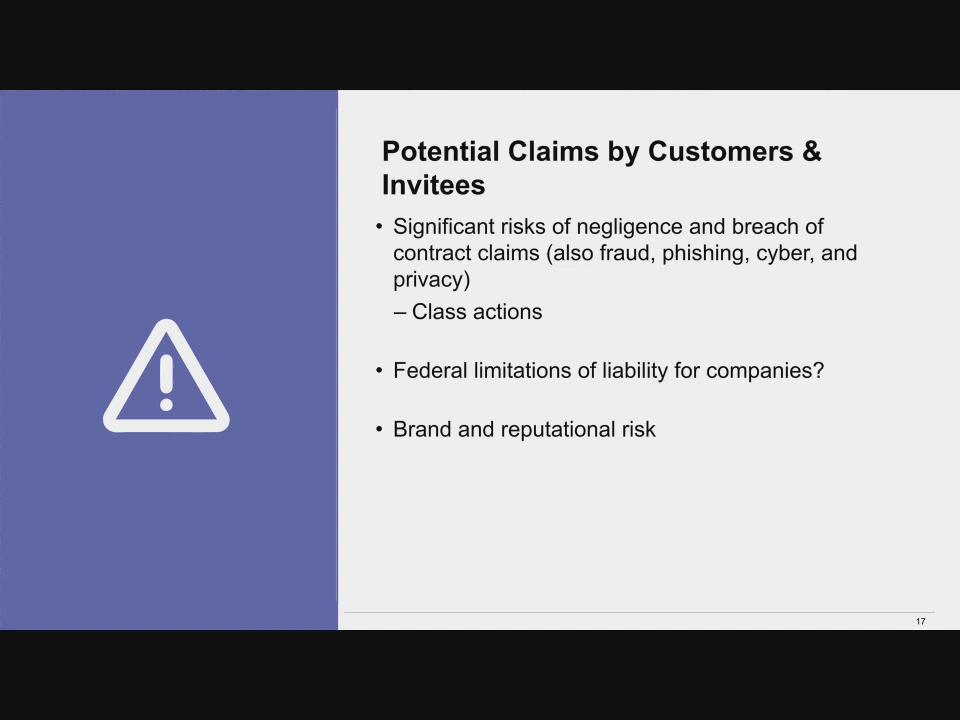 Potential Claims by Customers &
Invitees
• Significant risks of negligence and breach of
contract claims (also fraud, phishing, cyber, and
privacy)
– Class actions
• Federal limitations of liability for companies?
• Brand and reputational risk
17